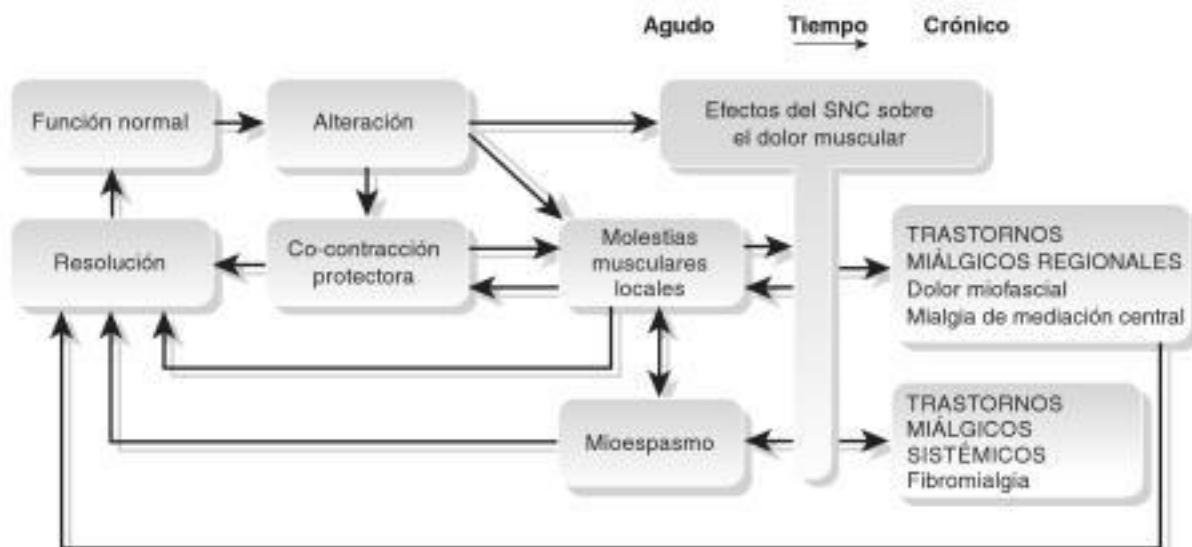 Agudo
Tiempo
Crónico
Función normal
Alteración
Efectos del SNC sobre
el dolor muscular
Resolución
Co-contracción
protectora
Molestias
musculares
locales
TRASTORNOS
MIÁLGICOS REGIONALES
Dolor miofascial
Mialgia de mediación central
Mioespasmo
TRASTORNOS
MIÁLGICOS
SISTÉMICOS
Fibromialgia